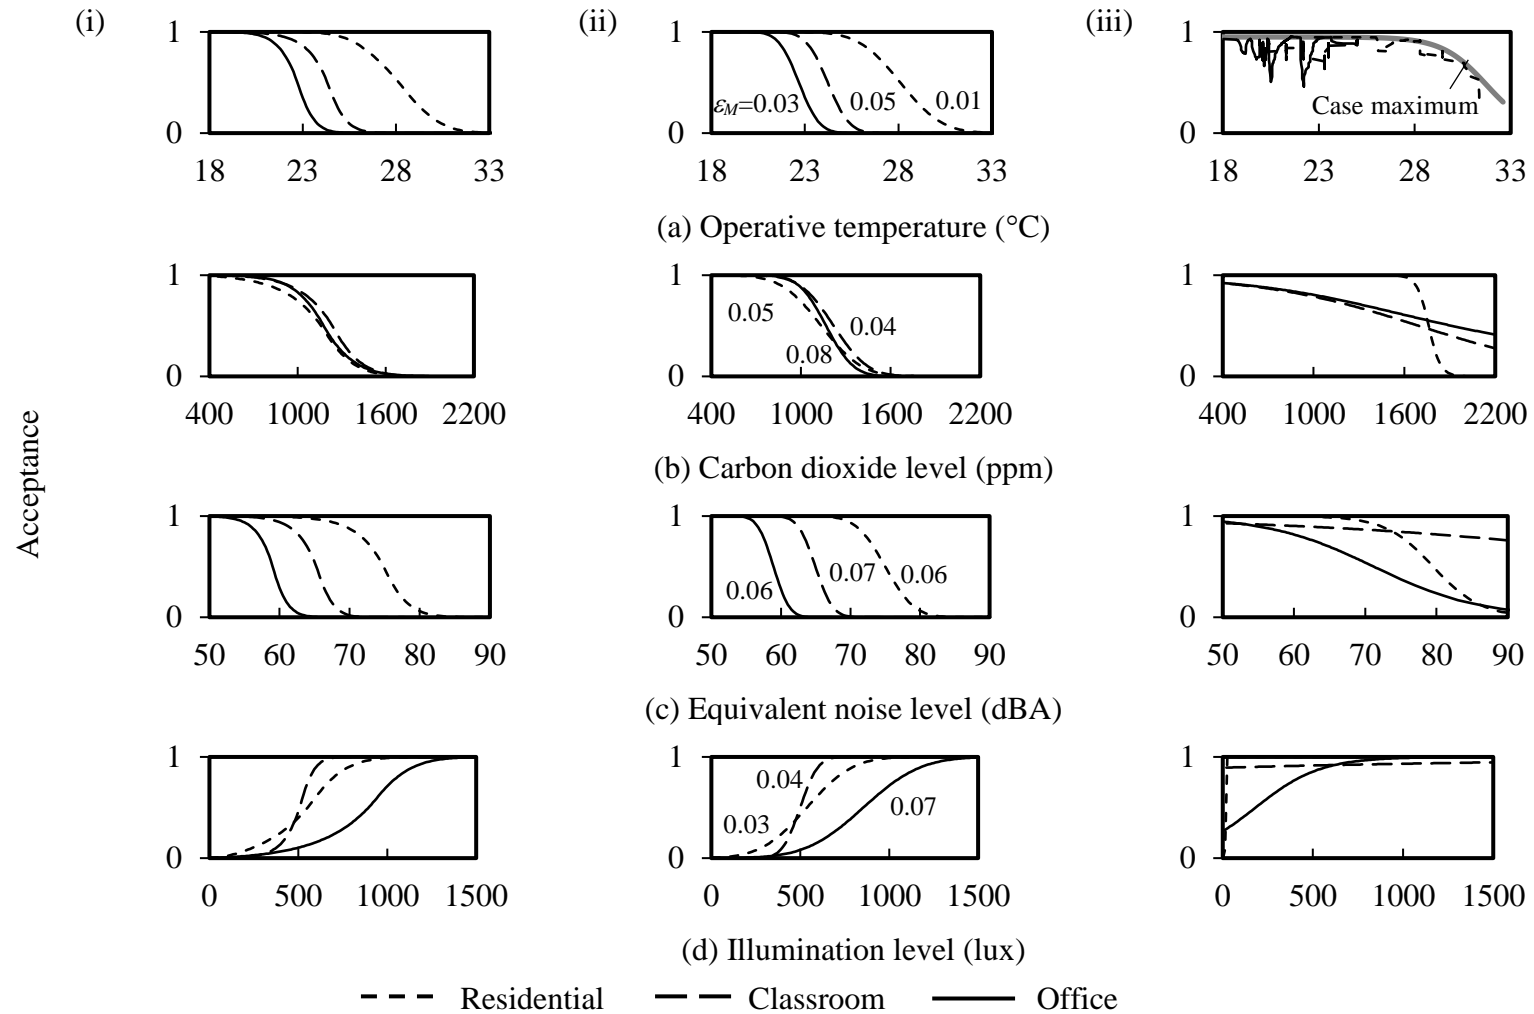 (i) (ii) (iii)
1 1 1
εM=0.03 0.05 0.01 Case maximum
0 0 0
18 23 28 33 18 23 28 33 18 23 28 33
(a) Operative temperature (°C)
1 1 1
0.05 0.04
0.08
0 0 0
400 1000 1600 2200 400 1000 1600 2200 400 1000 1600 2200
(b) Carbon dioxide level (ppm)
Acceptance
1 1 1
0.06 0.07 0.06
0 0 0
50 60 70 80 90 50 60 70 80 90 50 60 70 80 90
(c) Equivalent noise level (dBA)
1 1 1
0.04
0.03 0.07
0 0 0
0 500 1000 1500 0 500 1000 1500 0 500 1000 1500
(d) Illumination level (lux)
Residential Classroom Office